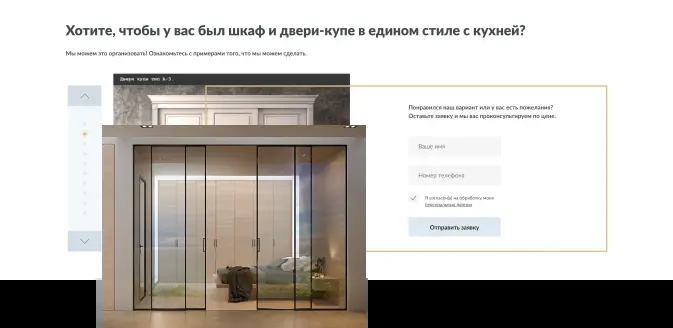 Хотите, чтобы у вас был шкаф и двери-купе в едином стиле с кухней?
Мы можем это организовать! Ознакомьтесь с примерами того, что мы можем сделать.
Двери купе тип А-3.
Понравился наш вариант или у вас есть пожелания?
Оставьте заявку и мы вас проконсультируем по цене.
Ваше имя
Номер телефона
Я согласен(а) на обработку моих
персональных данных
Отправить заявку